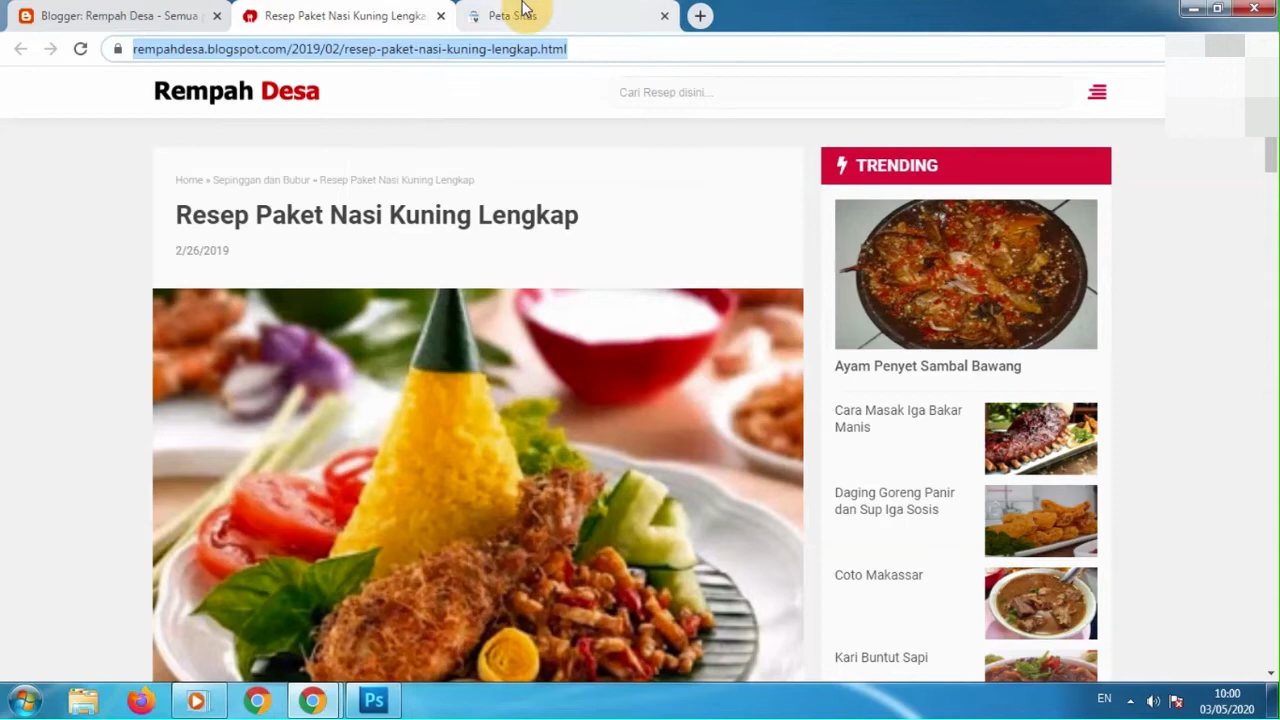 Blogger: Rempah Desa - Semua
Resep Paket Nasi Kuning Lengka
Peta
rempahdesa.blogspot.com/2019/02/resep-paket-nasi-kuning-lengkap.html
Rempah Desa
Cari Resep disini...
Home » Sepinggan dan Bubur » Resep Paket Nasi Kuning Lengkap
Resep Paket Nasi Kuning Lengkap
2/26/2019
TRENDING
Ayam Penyet Sambal Bawang
Cara Masak Iga Bakar
Manis
Daging Goreng Panir
dan Sup Iga Sosis
Coto Makassar
Kari Buntut Sapi
Ps
EN
10:00
03/05/2020